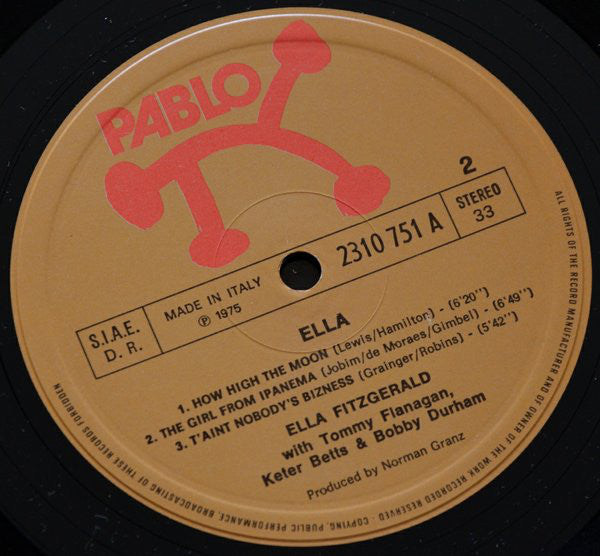 PABLO
2
S.I.A.E.
D. R.
MADE IN ITALY
℗ 1975
2310 751 A
STEREO
33
ELLA
1. HOW HIGH THE MOON (Lewis/Hamilton) - (6'20'')
2. THE GIRL FROM IPANEMA (Jobim/de Moraes/Gimbel) - (6'49'')
3. T'AINT NOBODY'S BIZNESS (Grainger/Robins) - (5'42'')
ELLA FITZGERALD
with Tommy Flanagan,
Keter Betts & Bobby Durham
Produced by Norman Granz
ALL RIGHTS OF THE RECORD MANUFACTURER AND OF OWNER OF THE WORK RECORDED RESERVED - COPYING, PUBLIC PERFORMANCE, BROADCASTING OF THESE RECORDS FORBIDDEN